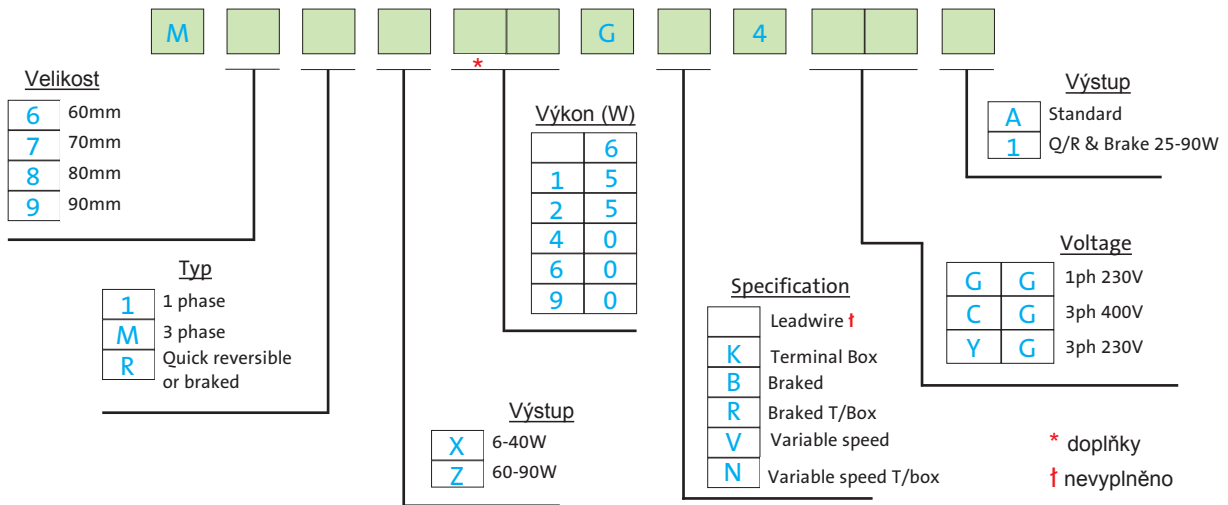 M G 4
*
Velikost
6 60mm
7 70mm
8 80mm
9 90mm
Typ
1 1 phase
M 3 phase
R Quick reversible
or braked
Výstup
X 6-40W
Z 60-90W
Výkon (W)
6
1 5
2 5
4 0
6 0
9 0
Specification
Leadwire ƚ
K Terminal Box
B Braked
R Braked T/Box
V Variable speed
N Variable speed T/box
Výstup
A Standard
1 Q/R & Brake 25-90W
Voltage
G G 1ph 230V
C G 3ph 400V
Y G 3ph 230V
* doplňky
ƚ nevyplněno